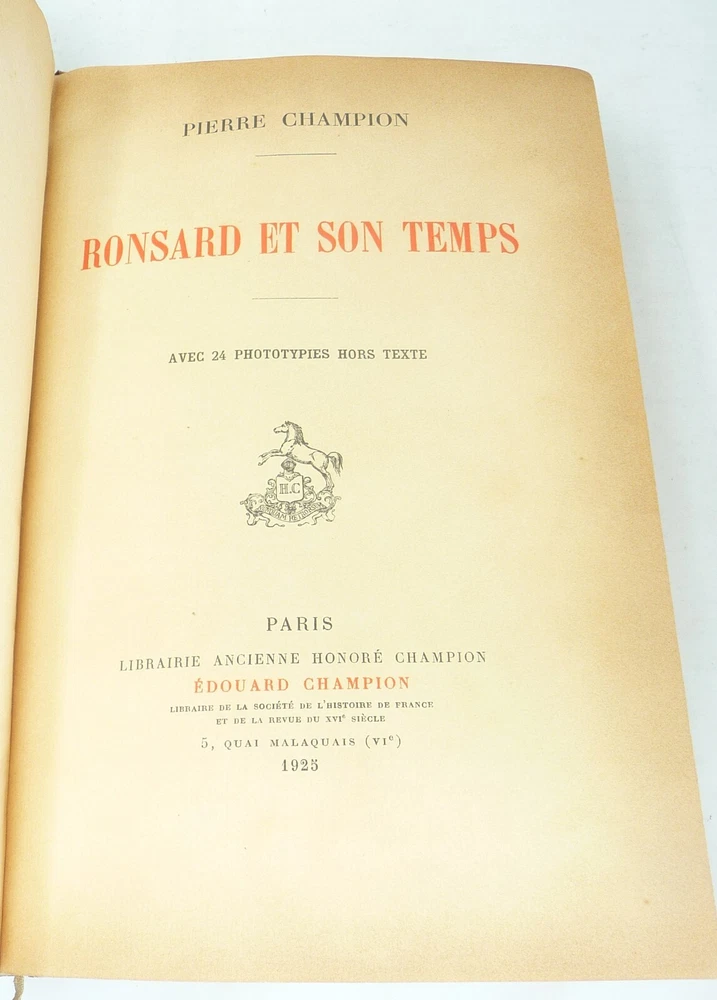 PIERRE CHAMPION
RONSARD ET SON TEMPS
AVEC 24 PHOTOTYPIES HORS TEXTE
H.C
PARIS
LIBRAIRIE ANCIENNE HONORÉ CHAMPION
ÉDOUARD CHAMPION
LIBRAIRE DE LA SOCIÉTÉ DE L'HISTOIRE DE FRANCE
ET DE LA REVUE DU XVIᵉ SIÈCLE
5, QUAI MALAQUAIS (VIᵉ)
1925